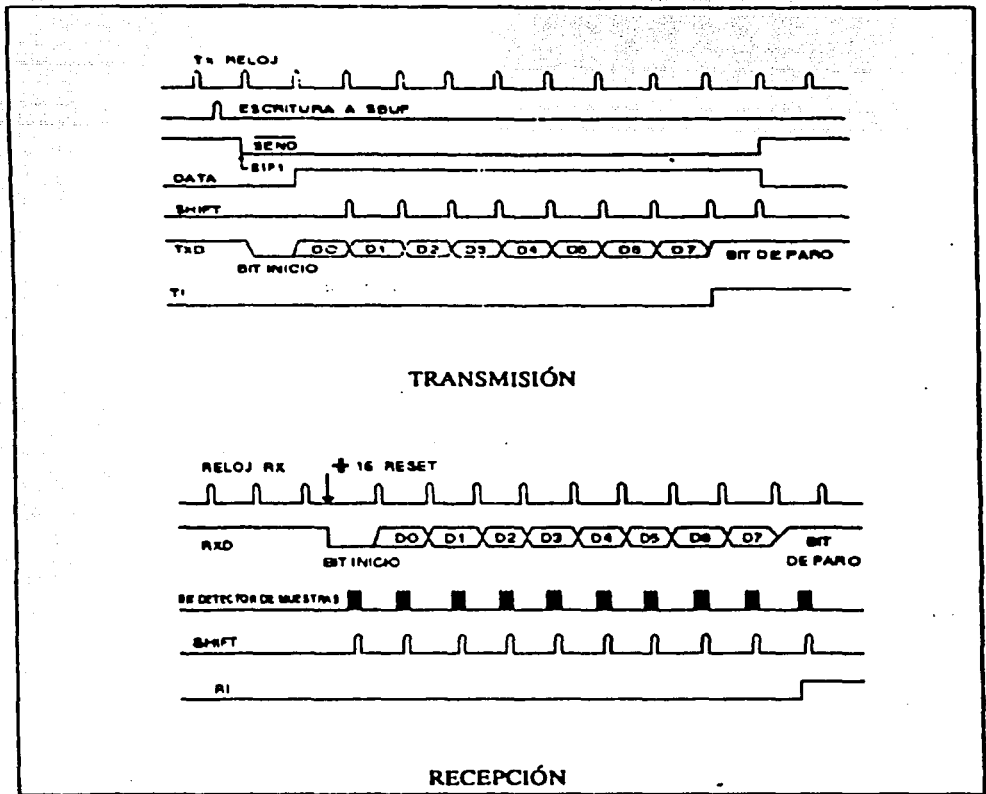 Tx RELOJ
ESCRITURA A SBUF
SEND
S1P1
DATA
SHIFT
TxD D0 D1 D2 D3 D4 D5 D6 D7 BIT DE PARO
BIT INICIO
TI
TRANSMISIÓN
RELOJ RX ÷ 16 RESET
RXD D0 D1 D2 D3 D4 D5 D6 D7 BIT
BIT INICIO DE PARO
DETECTOR DE MUESTRAS
SHIFT
RI
RECEPCIÓN